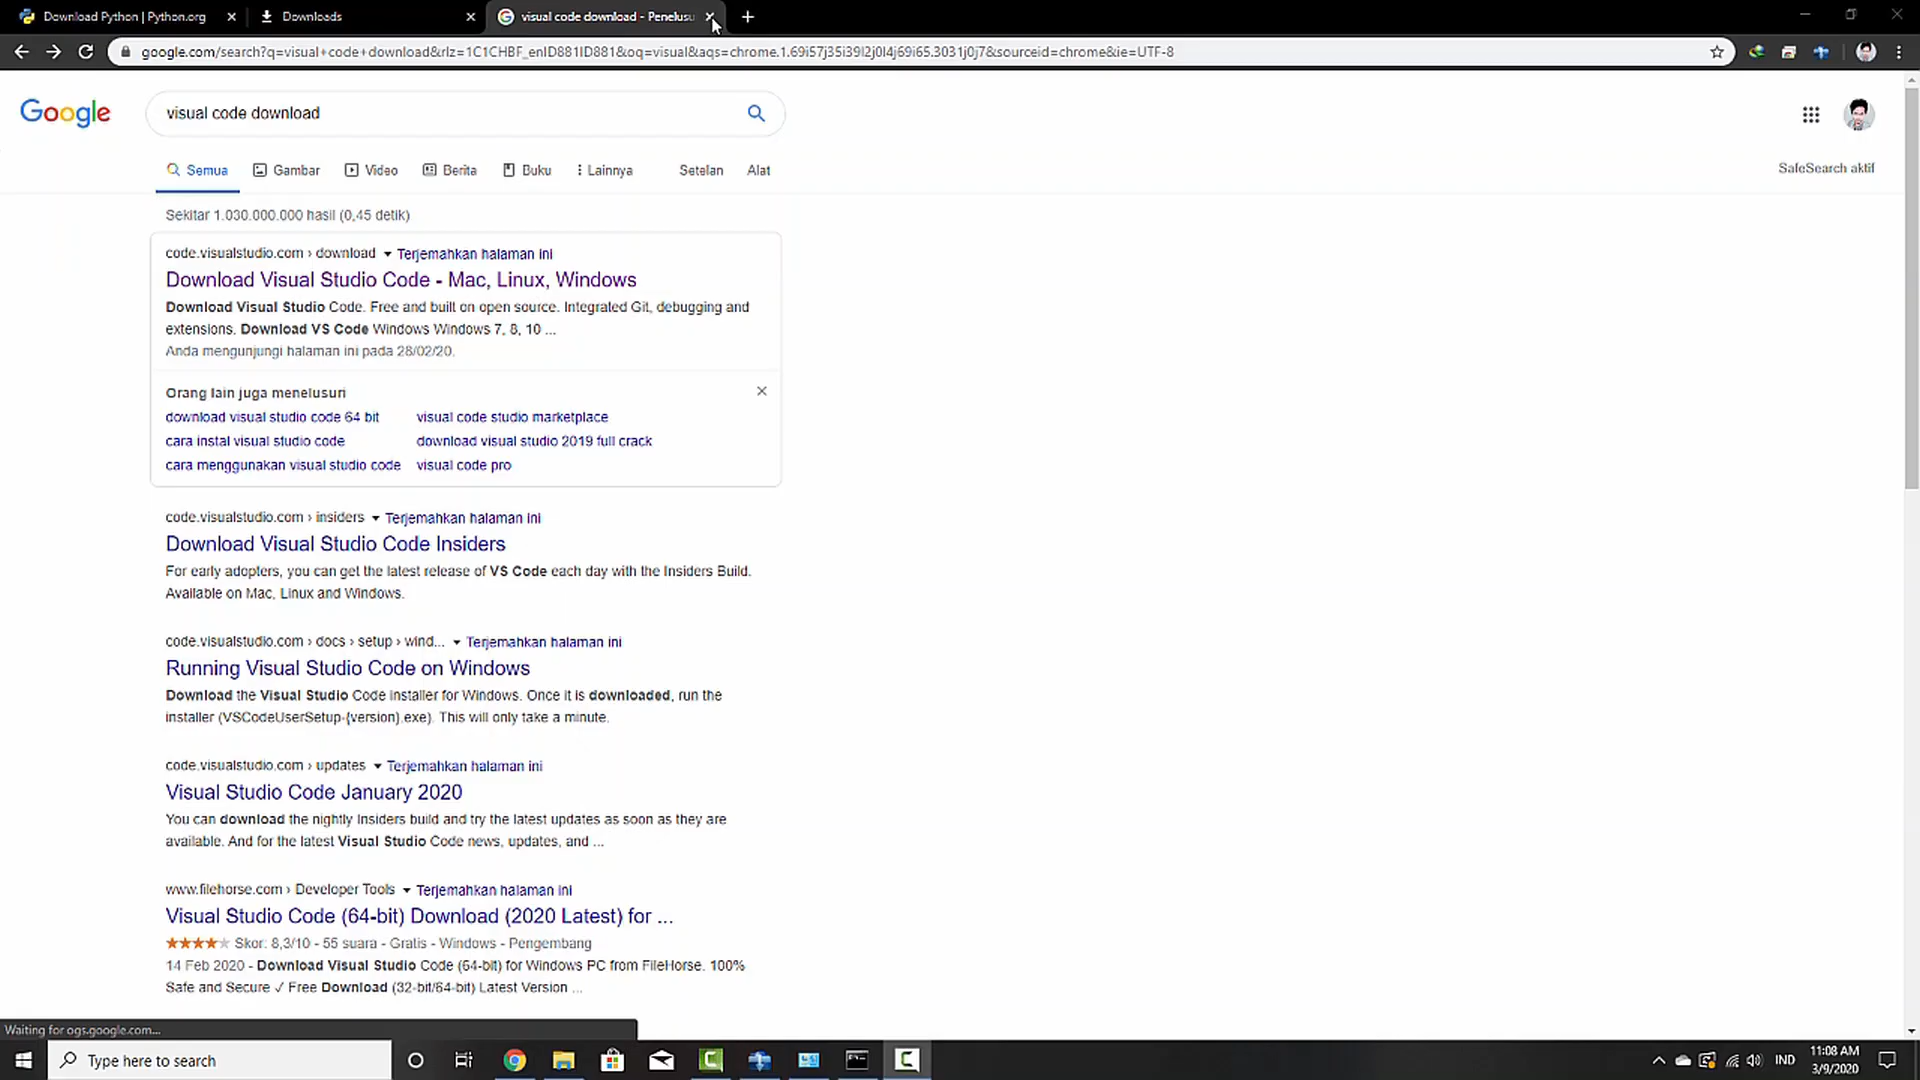 Download Python | Python.org
Downloads
visual code download - Penelusu
google.com/search?q=visual+code+download&rlz=1C1CHBF_enID881ID881&oq=visual&aqs=chrome.1.69i57j35i39l2j0l4j69i65.3031j0j7&sourceid=chrome&ie=UTF-8
Google
visual code download
Semua
Gambar
Video
Berita
Buku
Lainnya
Setelan
Alat
SafeSearch aktif
Sekitar 1.030.000.000 hasil (0,45 detik)
code.visualstudio.com › download
Terjemahkan halaman ini
Download Visual Studio Code - Mac, Linux, Windows
Download Visual Studio Code. Free and built on open source. Integrated Git, debugging and
extensions. Download VS Code Windows Windows 7, 8, 10 ...
Anda mengunjungi halaman ini pada 28/02/20.
Orang lain juga menelusuri
download visual studio code 64 bit
visual code studio marketplace
cara instal visual studio code
download visual studio 2019 full crack
cara menggunakan visual studio code
visual code pro
code.visualstudio.com › insiders
Terjemahkan halaman ini
Download Visual Studio Code Insiders
For early adopters, you can get the latest release of VS Code each day with the Insiders Build.
Available on Mac, Linux and Windows.
code.visualstudio.com › docs › setup › wind...
Terjemahkan halaman ini
Running Visual Studio Code on Windows
Download the Visual Studio Code installer for Windows. Once it is downloaded, run the
installer (VSCodeUserSetup-{version}.exe). This will only take a minute.
code.visualstudio.com › updates
Terjemahkan halaman ini
Visual Studio Code January 2020
You can download the nightly Insiders build and try the latest updates as soon as they are
available. And for the latest Visual Studio Code news, updates, and ...
www.filehorse.com › Developer Tools
Terjemahkan halaman ini
Visual Studio Code (64-bit) Download (2020 Latest) for ...
Skor: 8,3/10 - 55 suara - Gratis - Windows - Pengembang
14 Feb 2020 - Download Visual Studio Code (64-bit) for Windows PC from FileHorse. 100%
Safe and Secure ✓ Free Download (32-bit/64-bit) Latest Version ...
Waiting for ogs.google.com...
Type here to search
IND
11:08 AM
3/9/2020